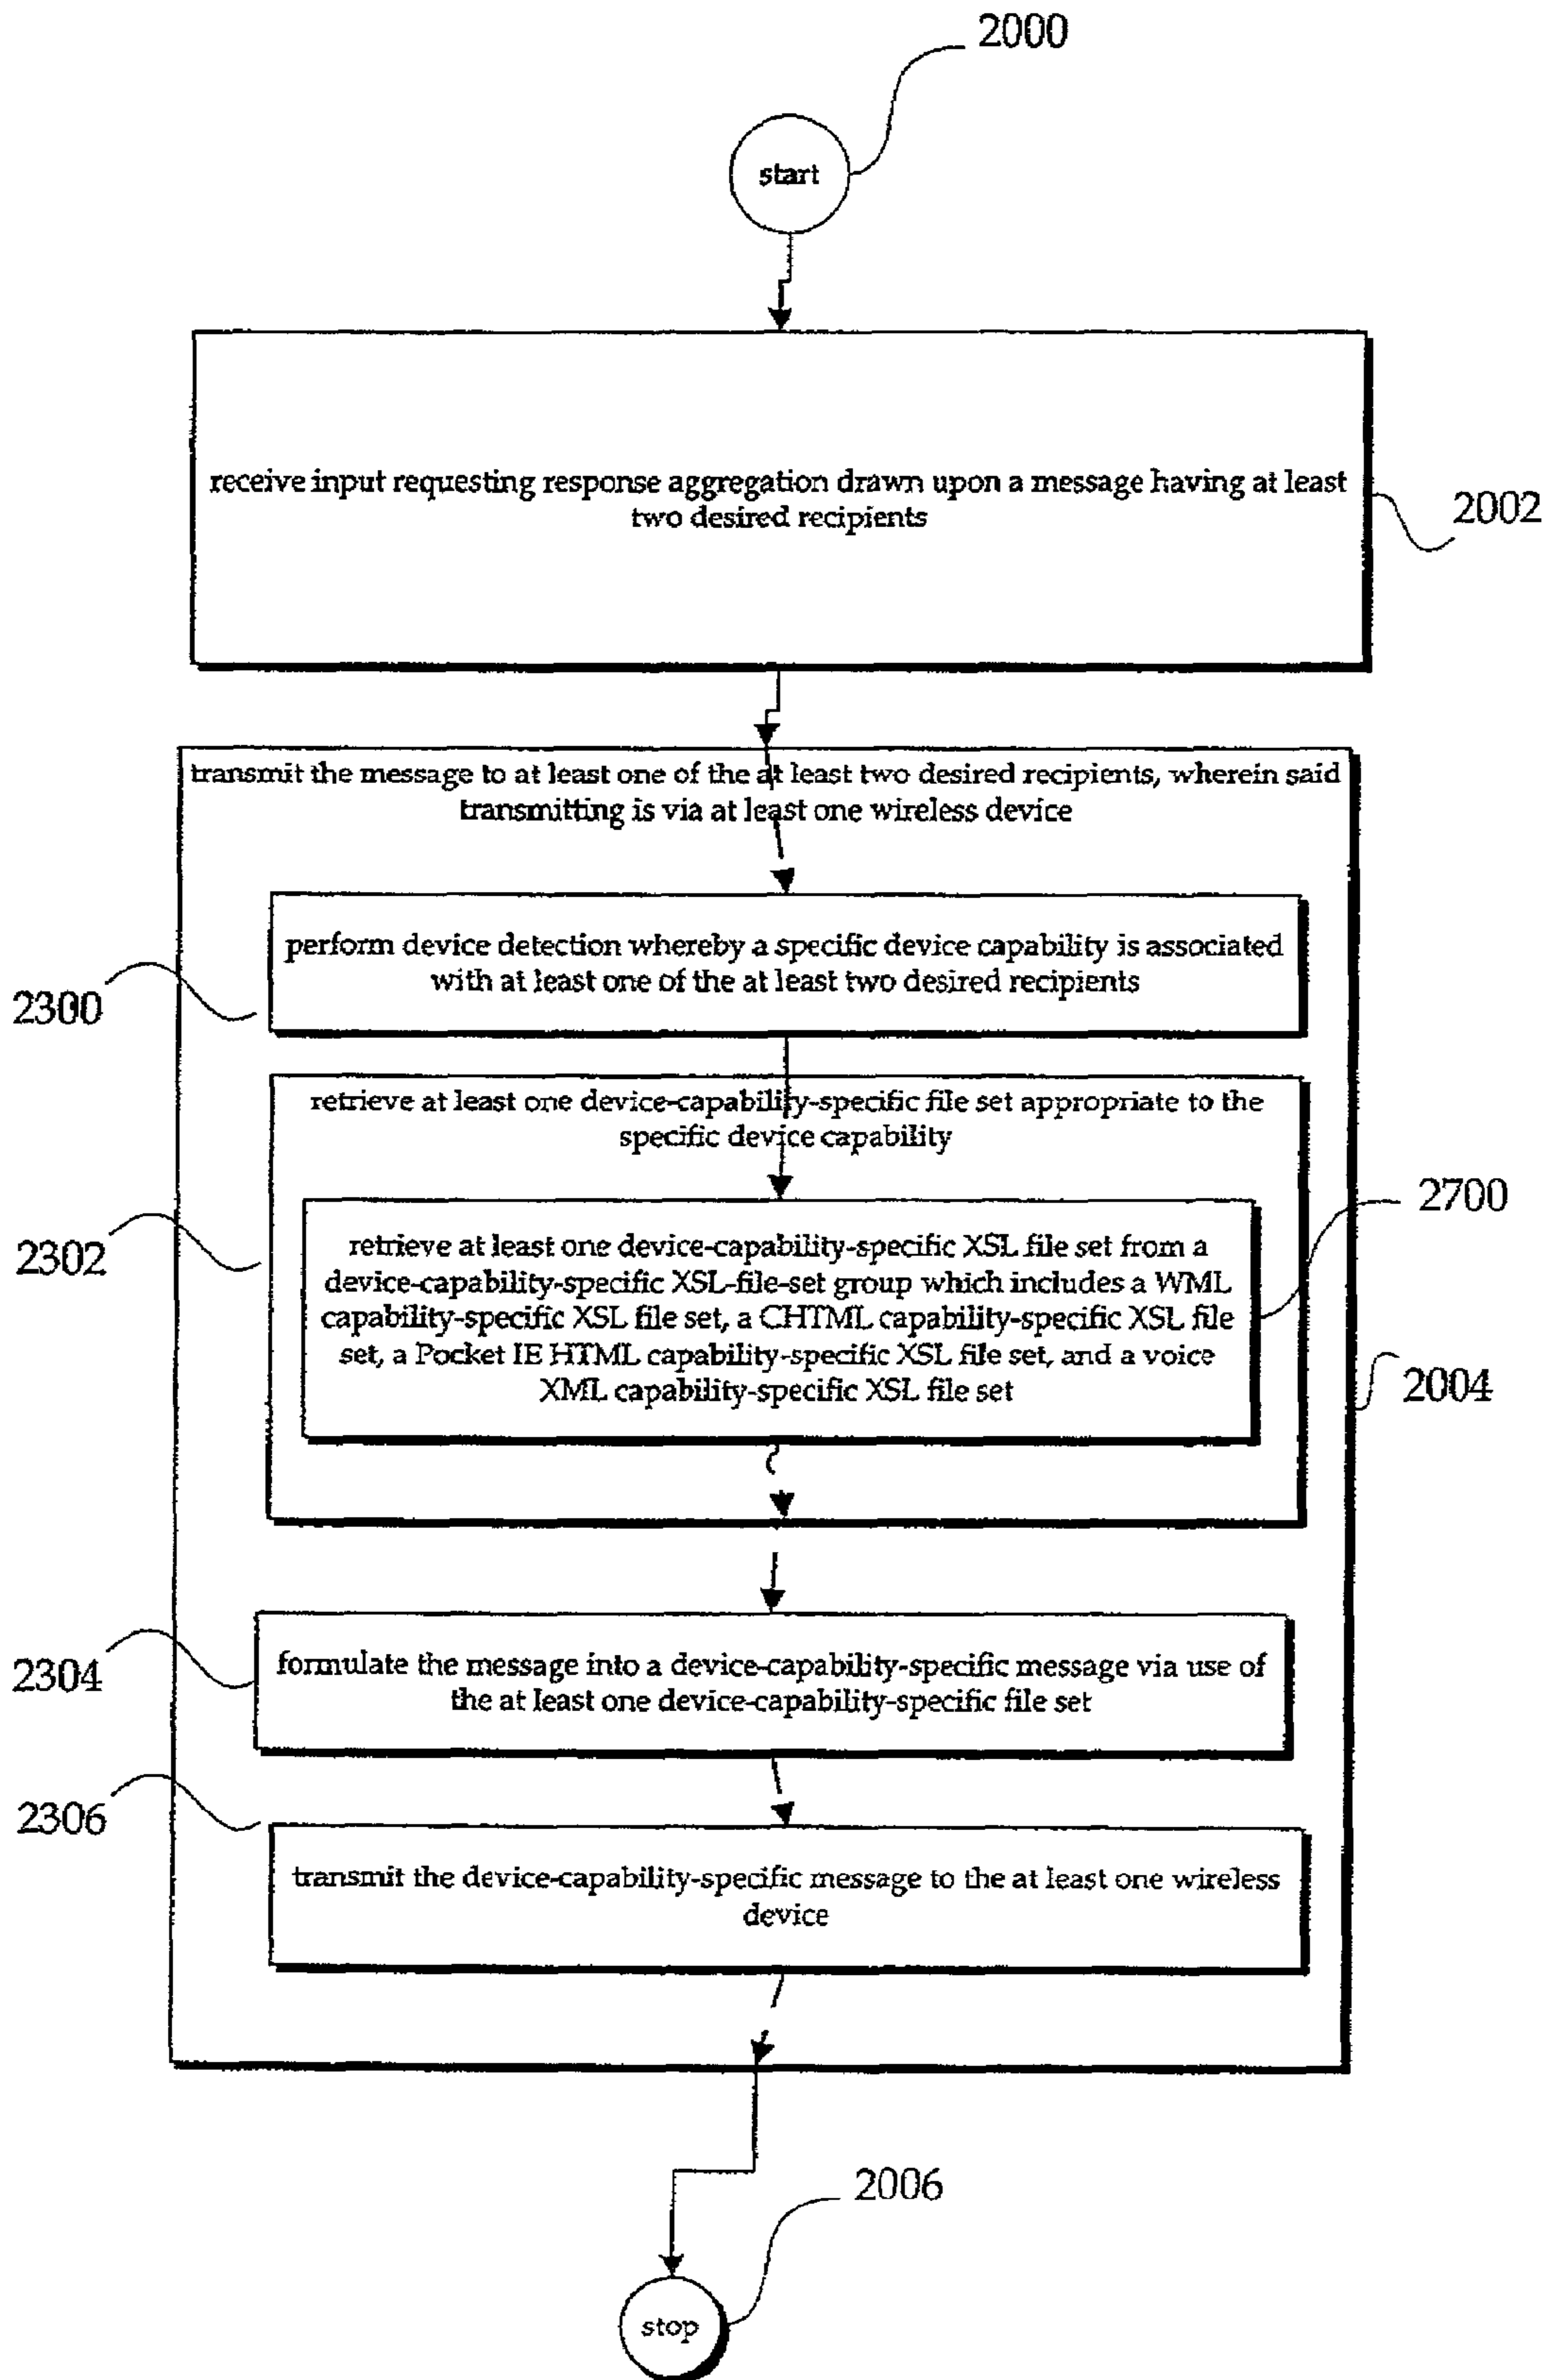 2000
start
receive input requesting response aggregation drawn upon a message having at least
two desired recipients
2002
transmit the message to at least one of the at least two desired recipients, wherein said
transmitting is via at least one wireless device
perform device detection whereby a specific device capability is associated
with at least one of the at least two desired recipients
2300
retrieve at least one device-capability-specific file set appropriate to the
specific device capability
2700
2302
retrieve at least one device-capability-specific XSL file set from a
device-capability-specific XSL-file-set group which includes a WML
capability-specific XSL file set, a CHTML capability-specific XSL file
set, a Pocket IE HTML capability-specific XSL file set, and a voice
XML capability-specific XSL file set
2004
2304
formulate the message into a device-capability-specific message via use of
the at least one device-capability-specific file set
2306
transmit the device-capability-specific message to the at least one wireless
device
2006
stop